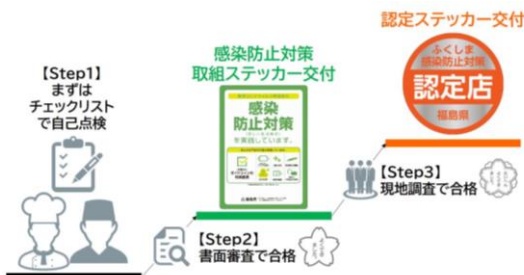 【Step1】
まずは
チェックリスト
で自己点検
感染防止対策
取組ステッカー交付
感染
防止対策
を実践しています。
【Step2】
書面審査で合格
認定ステッカー交付
ふくしま
感染防止対策
認定店
福島県
【Step3】
現地調査で合格